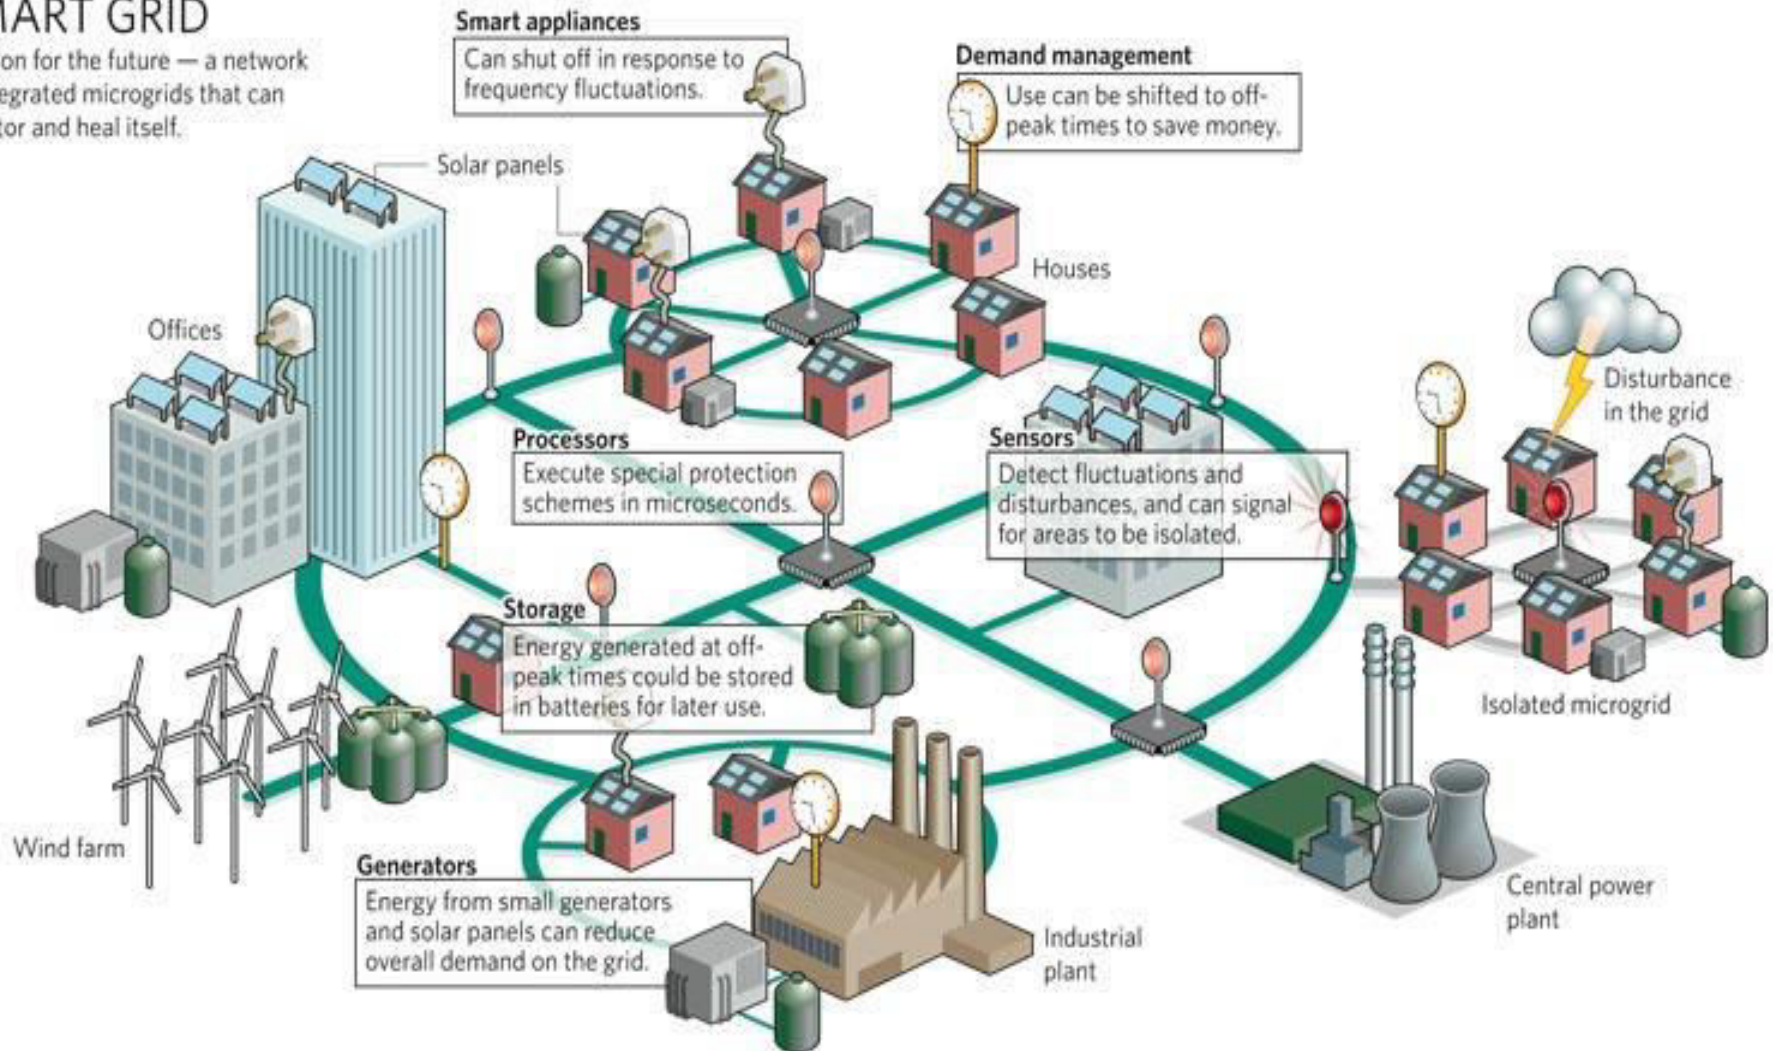 MART GRID
on for the future — a network
egrated microgrids that can
tor and heal itself.
Smart appliances
Can shut off in response to
frequency fluctuations.
Demand management
Use can be shifted to off-
peak times to save money.
Solar panels
Houses
Offices
Disturbance
in the grid
Processors
Execute special protection
schemes in microseconds.
Sensors
Detect fluctuations and
disturbances, and can signal
for areas to be isolated.
Storage
Energy generated at off-
peak times could be stored
in batteries for later use.
Isolated microgrid
Wind farm
Generators
Energy from small generators
and solar panels can reduce
overall demand on the grid.
Industrial
plant
Central power
plant